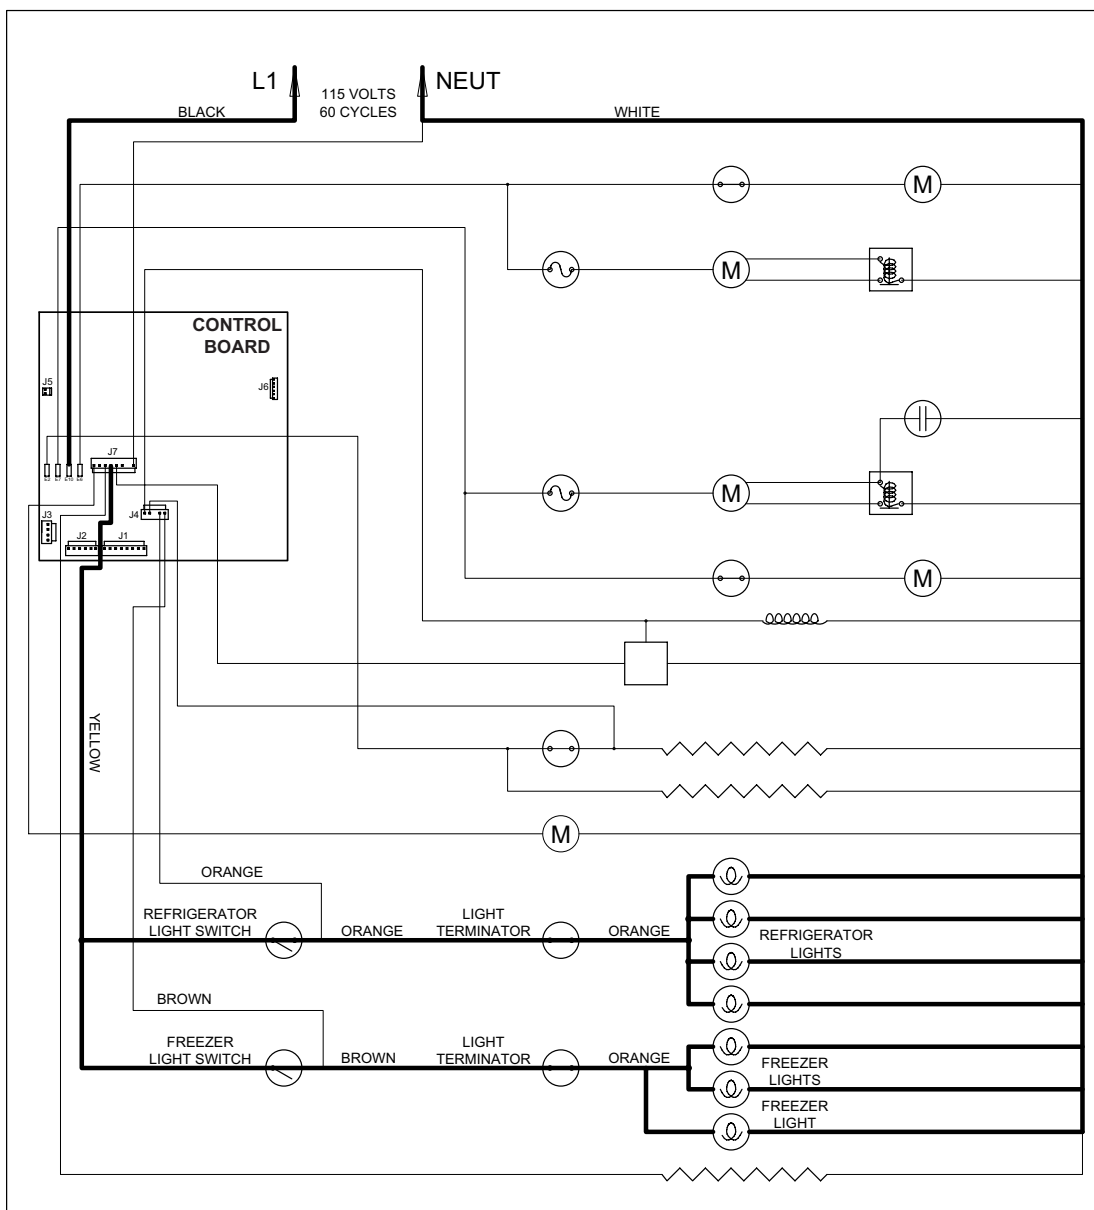 L1
NEUT
115 VOLTS
60 CYCLES
BLACK
WHITE
M
M
CONTROL
BOARD
J5
J6
J7
E10
J4
J3
J2
J1
M
M
YELLOW
M
ORANGE
REFRIGERATOR
LIGHT SWITCH
ORANGE
LIGHT
TERMINATOR
ORANGE
REFRIGERATOR
LIGHTS
BROWN
FREEZER
LIGHT SWITCH
BROWN
LIGHT
TERMINATOR
ORANGE
FREEZER
LIGHTS
FREEZER
LIGHT